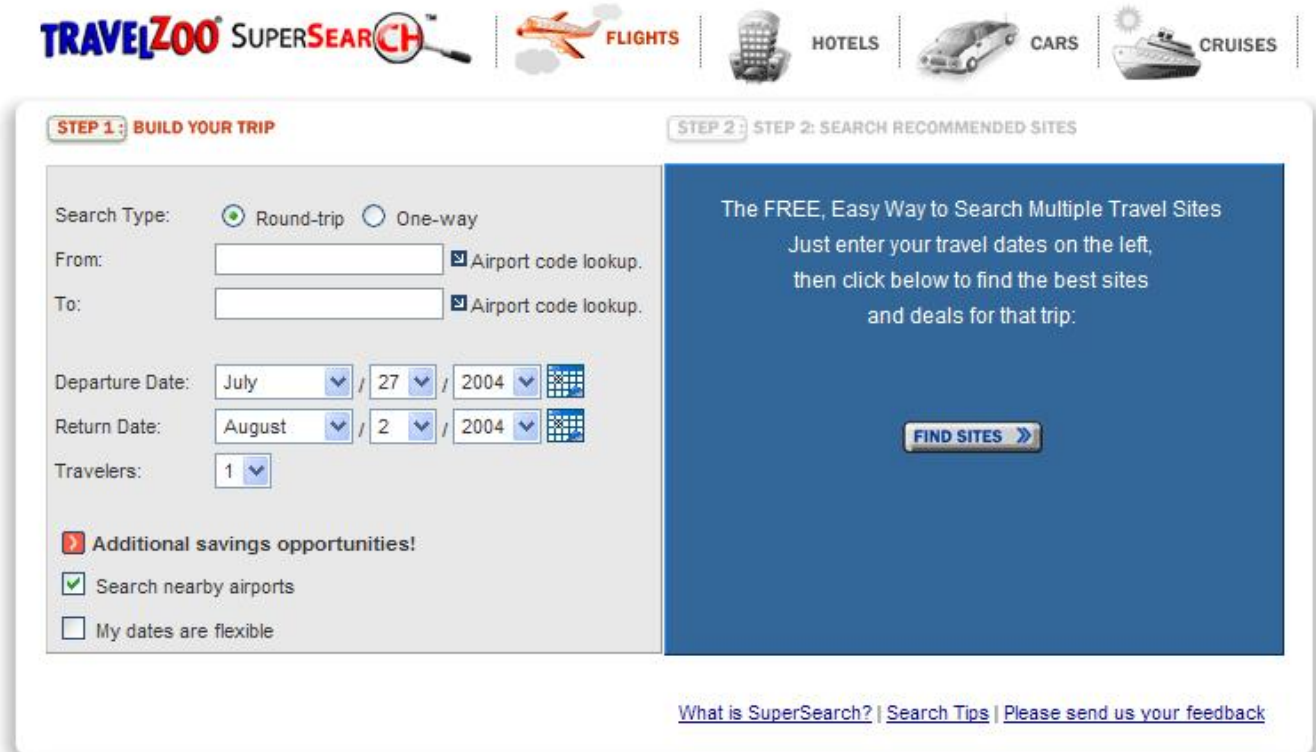 TRAVELZOO® SUPERSEARCH™
FLIGHTS
HOTELS
CARS
CRUISES
STEP 1: BUILD YOUR TRIP
STEP 2: STEP 2: SEARCH RECOMMENDED SITES
Search Type: Round-trip One-way
From: Airport code lookup.
To: Airport code lookup.
Departure Date: July / 27 / 2004
Return Date: August / 2 / 2004
Travelers: 1
Additional savings opportunities!
Search nearby airports
My dates are flexible
The FREE, Easy Way to Search Multiple Travel Sites
Just enter your travel dates on the left,
then click below to find the best sites
and deals for that trip:
FIND SITES
What is SuperSearch? | Search Tips | Please send us your feedback